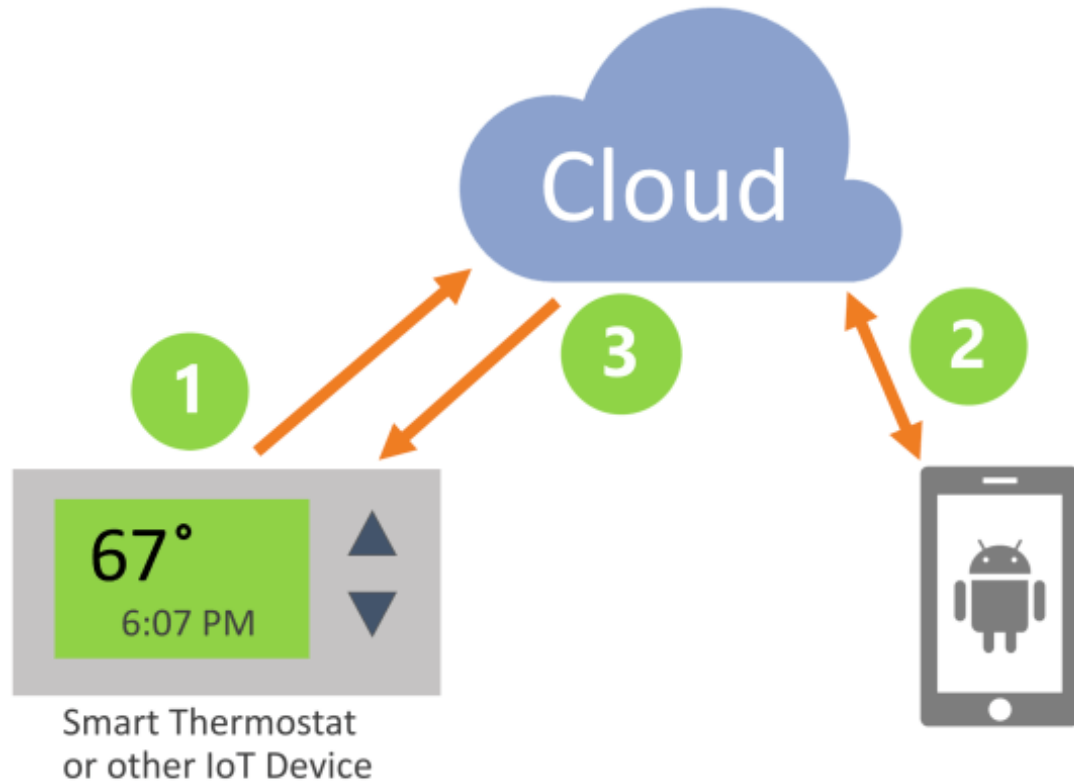 Cloud
1
3
2
67°
6:07 PM
Smart Thermostat
or other IoT Device